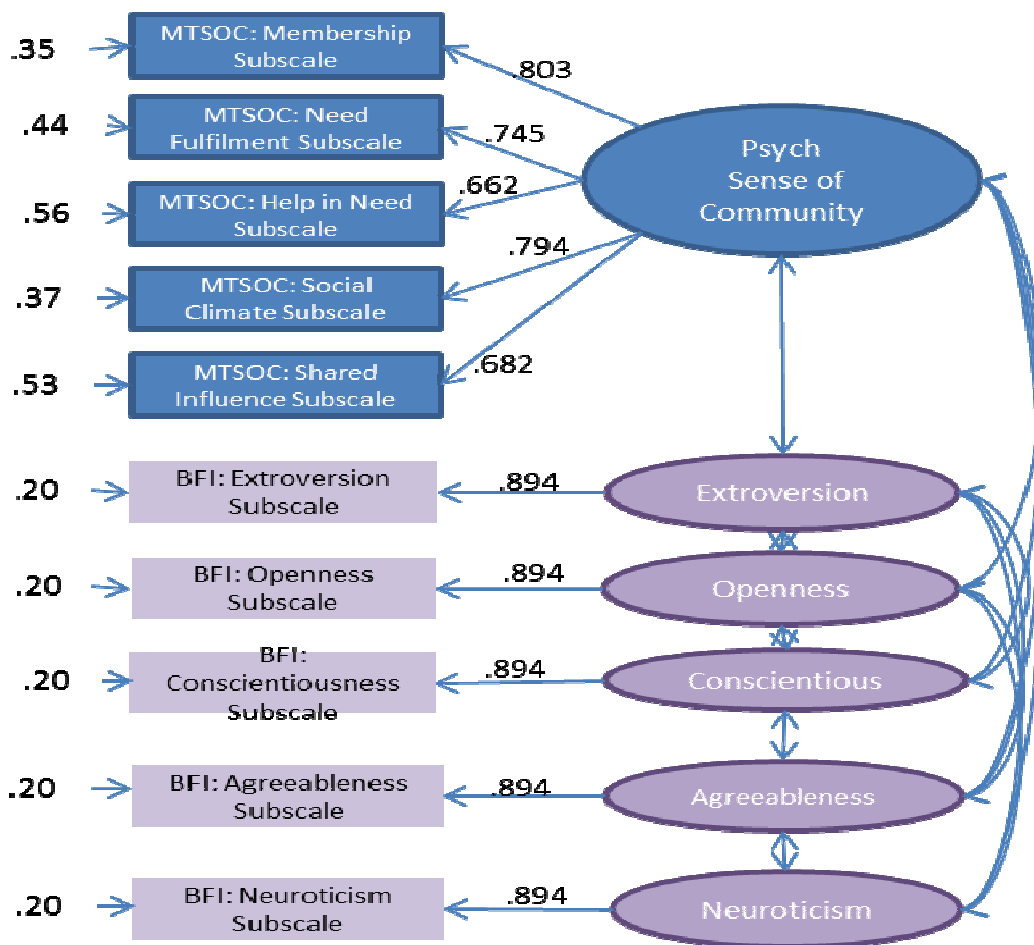 .35
MTSOC: Membership
Subscale
.803
.44
MTSOC: Need
Fulfilment Subscale
.745
Psych
Sense of
Community
.56
MTSOC: Help in Need
Subscale
.662
.37
MTSOC: Social
Climate Subscale
.794
.53
MTSOC: Shared
Influence Subscale
.682
.20
BFI: Extroversion
Subscale
.894
Extroversion
.20
BFI: Openness
Subscale
.894
Openness
.20
BFI:
Conscientiousness
Subscale
.894
Conscientious
.20
BFI: Agreeableness
Subscale
.894
Agreeableness
.20
BFI: Neuroticism
Subscale
.894
Neuroticism